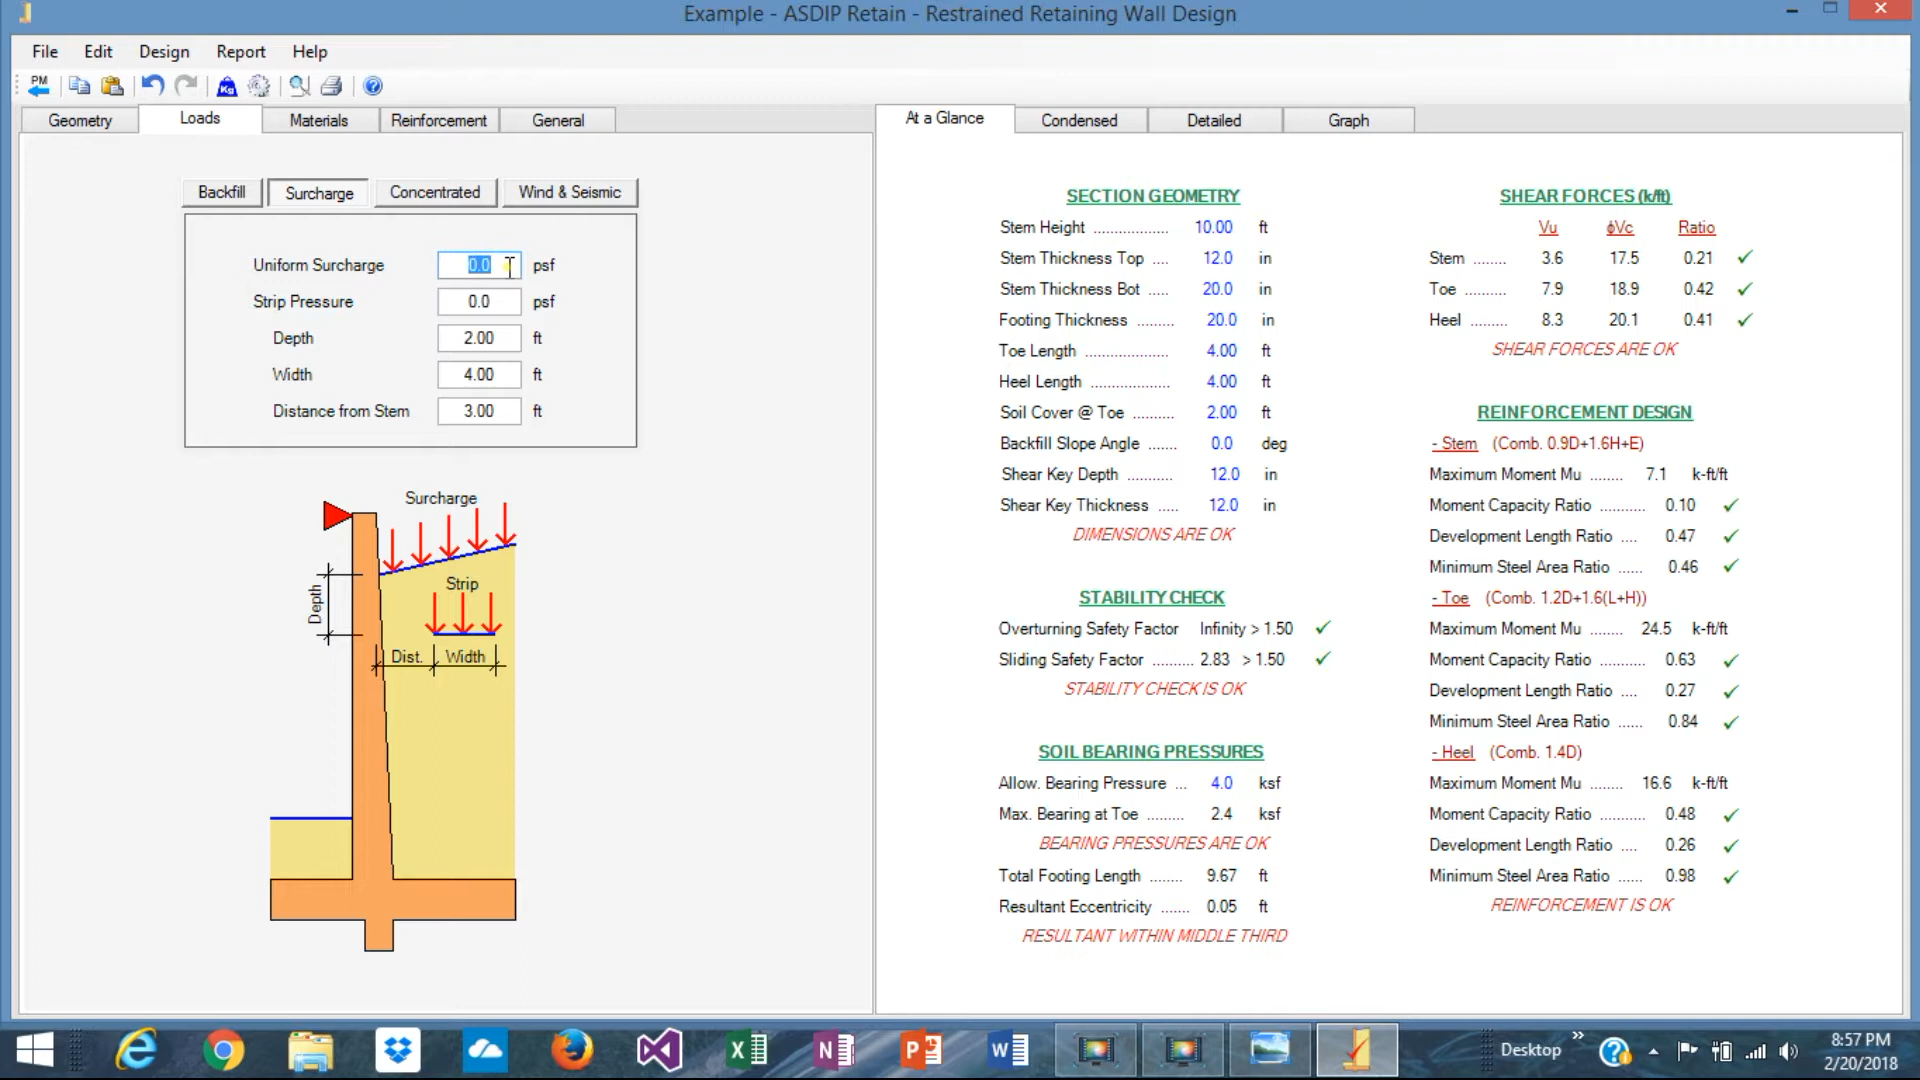 Example - ASDIP Retain - Restrained Retaining Wall Design
File Edit Design Report Help
PM Kg ?
Geometry Loads Materials Reinforcement General
Backfill Surcharge Concentrated Wind & Seismic
Uniform Surcharge 0.0 psf
Strip Pressure 0.0 psf
Depth 2.00 ft
Width 4.00 ft
Distance from Stem 3.00 ft
Surcharge
Strip
Depth
Dist. Width
At a Glance Condensed Detailed Graph
SECTION GEOMETRY
Stem Height ................. 10.00 ft
Stem Thickness Top .... 12.0 in
Stem Thickness Bot ..... 20.0 in
Footing Thickness ......... 20.0 in
Toe Length .................... 4.00 ft
Heel Length .................. 4.00 ft
Soil Cover @ Toe ......... 2.00 ft
Backfill Slope Angle ....... 0.0 deg
Shear Key Depth ........... 12.0 in
Shear Key Thickness ..... 12.0 in
DIMENSIONS ARE OK
STABILITY CHECK
Overturning Safety Factor Infinity > 1.50 ✓
Sliding Safety Factor .......... 2.83 > 1.50 ✓
STABILITY CHECK IS OK
SOIL BEARING PRESSURES
Allow. Bearing Pressure ... 4.0 ksf
Max. Bearing at Toe ......... 2.4 ksf
BEARING PRESSURES ARE OK
Total Footing Length ........ 9.67 ft
Resultant Eccentricity ....... 0.05 ft
RESULTANT WITHIN MIDDLE THIRD
SHEAR FORCES (k/ft)
Vu ϕVc Ratio
Stem ........ 3.6 17.5 0.21 ✓
Toe .......... 7.9 18.9 0.42 ✓
Heel ......... 8.3 20.1 0.41 ✓
SHEAR FORCES ARE OK
REINFORCEMENT DESIGN
- Stem (Comb. 0.9D+1.6H+E)
Maximum Moment Mu ........ 7.1 k-ft/ft
Moment Capacity Ratio ........... 0.10 ✓
Development Length Ratio .... 0.47 ✓
Minimum Steel Area Ratio ...... 0.46 ✓
- Toe (Comb. 1.2D+1.6(L+H))
Maximum Moment Mu ........ 24.5 k-ft/ft
Moment Capacity Ratio ........... 0.63 ✓
Development Length Ratio .... 0.27 ✓
Minimum Steel Area Ratio ...... 0.84 ✓
- Heel (Comb. 1.4D)
Maximum Moment Mu ........ 16.6 k-ft/ft
Moment Capacity Ratio ........... 0.48 ✓
Development Length Ratio .... 0.26 ✓
Minimum Steel Area Ratio ...... 0.98 ✓
REINFORCEMENT IS OK
Desktop » 8:57 PM
2/20/2018